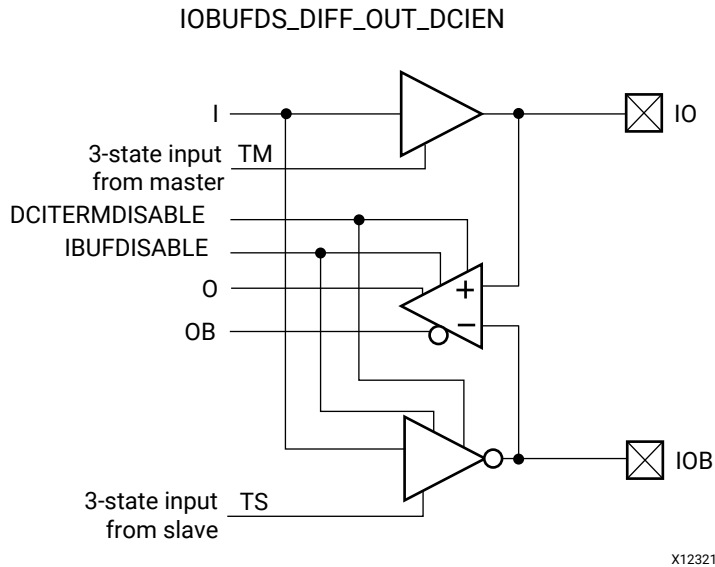 IOBUFDS_DIFF_OUT_DCIEN
I
IO
3-state input TM
from master
DCITERMDISABLE
IBUFDISABLE
O
+
OB
–
IOB
3-state input TS
from slave
X12321